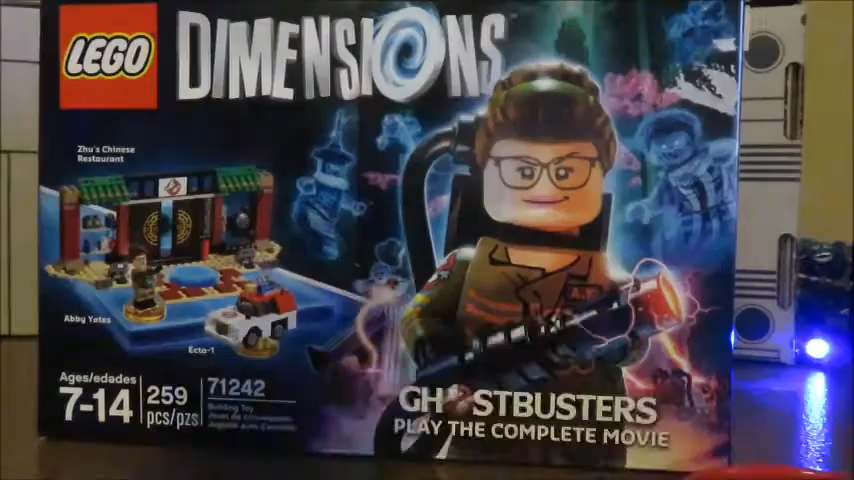 LEGO
DIMENSIONS
Zhu's Chinese
Restaurant
Abby Yates
Ecto-1
Ages/edades
7-14
259
pcs/pzs
71242
Building Toy
GHOSTBUSTERS
PLAY THE COMPLETE MOVIE